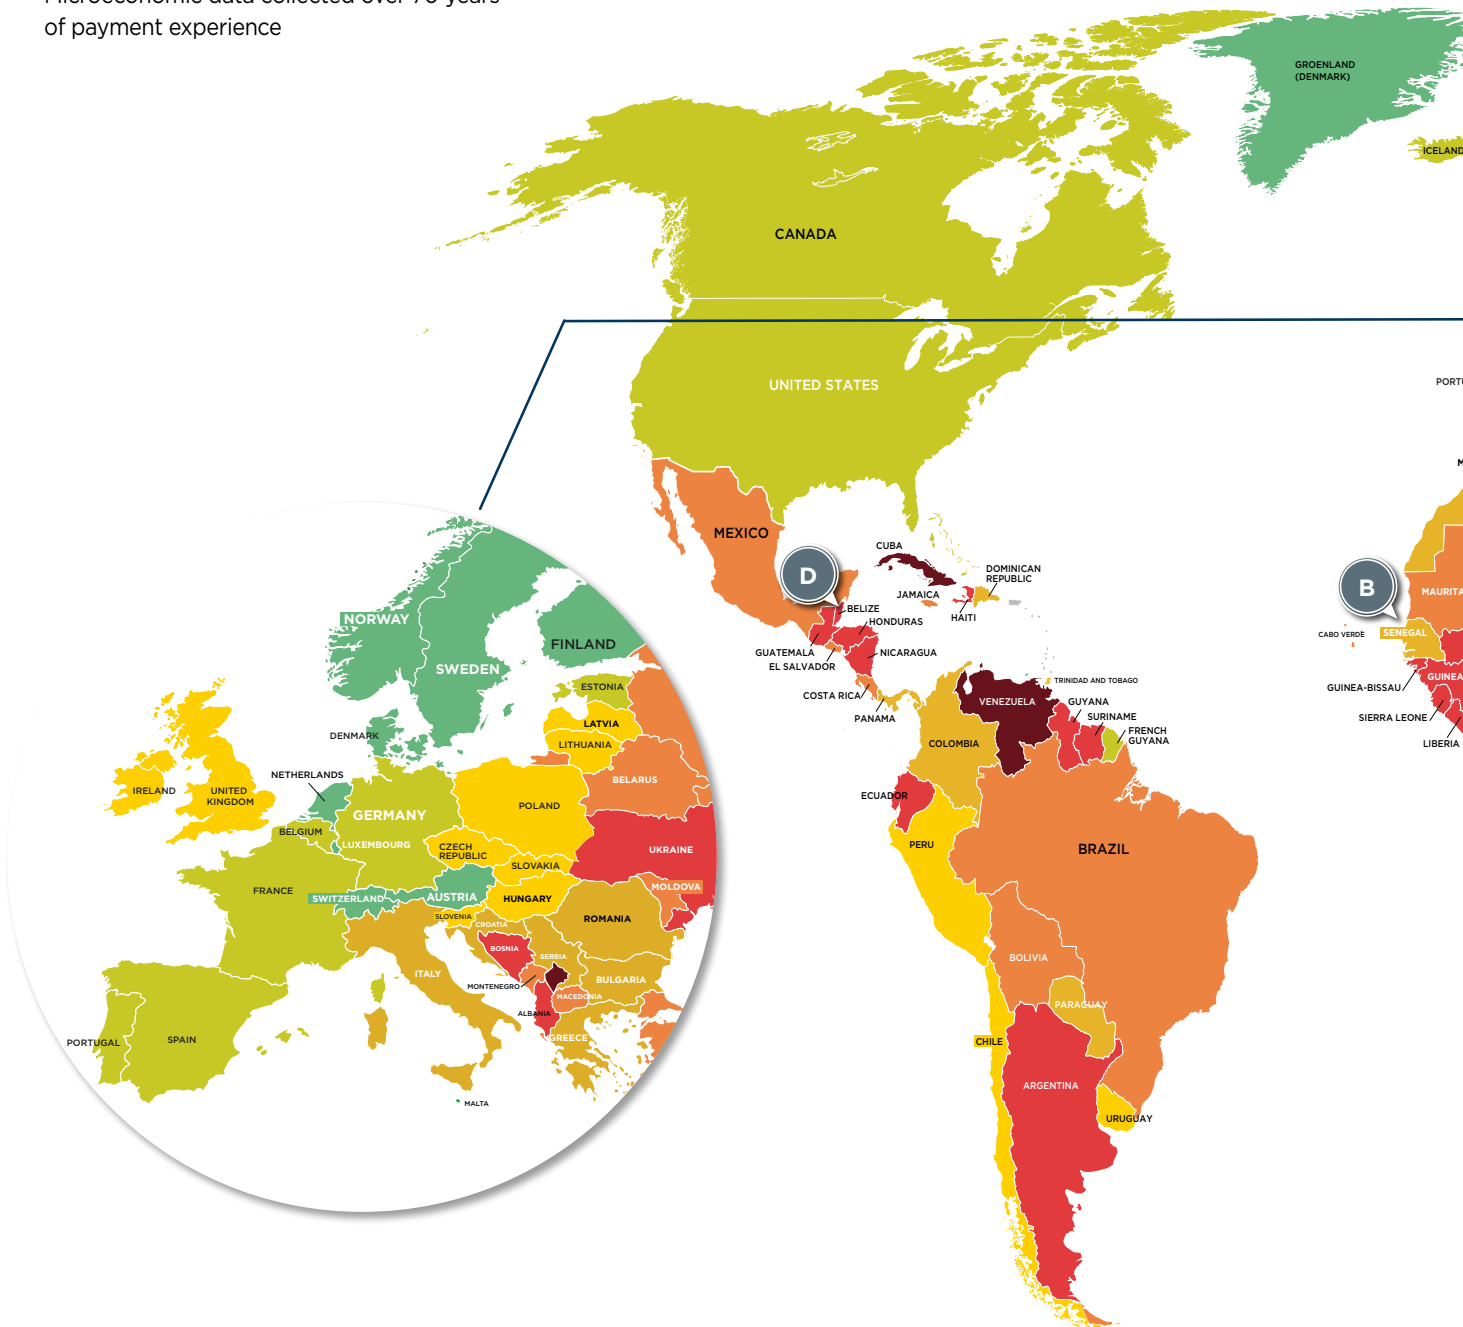 of payment experience
GROENLAND
(DENMARK)
ICELAND
CANADA
UNITED STATES
MEXICO
D
CUBA
DOMINICAN
REPUBLIC
JAMAICA
HAITI
BELIZE
HONDURAS
GUATEMALA
EL SALVADOR
NICARAGUA
COSTA RICA
PANAMA
TRINIDAD AND TOBAGO
VENEZUELA
GUYANA
SURINAME
FRENCH
GUYANA
COLOMBIA
ECUADOR
PERU
BRAZIL
BOLIVIA
PARAGUAY
CHILE
ARGENTINA
URUGUAY
PORTU
M
B
MAURITA
CABO VERDE
SENEGAL
GUINEA
GUINEA-BISSAU
SIERRA LEONE
LIBERIA
NORWAY
FINLAND
SWEDEN
ESTONIA
LATVIA
DENMARK
LITHUANIA
NETHERLANDS
BELARUS
IRELAND
UNITED
KINGDOM
POLAND
GERMANY
BELGIUM
LUXEMBOURG
CZECH
REPUBLIC
UKRAINE
SLOVAKIA
FRANCE
SWITZERLAND
AUSTRIA
HUNGARY
MOLDOVA
SLOVENIA
CROATIA
ROMANIA
BOSNIA
SERBIA
ITALY
MONTENEGRO
BULGARIA
MACEDONIA
ALBANIA
GREECE
PORTUGAL
SPAIN
MALTA